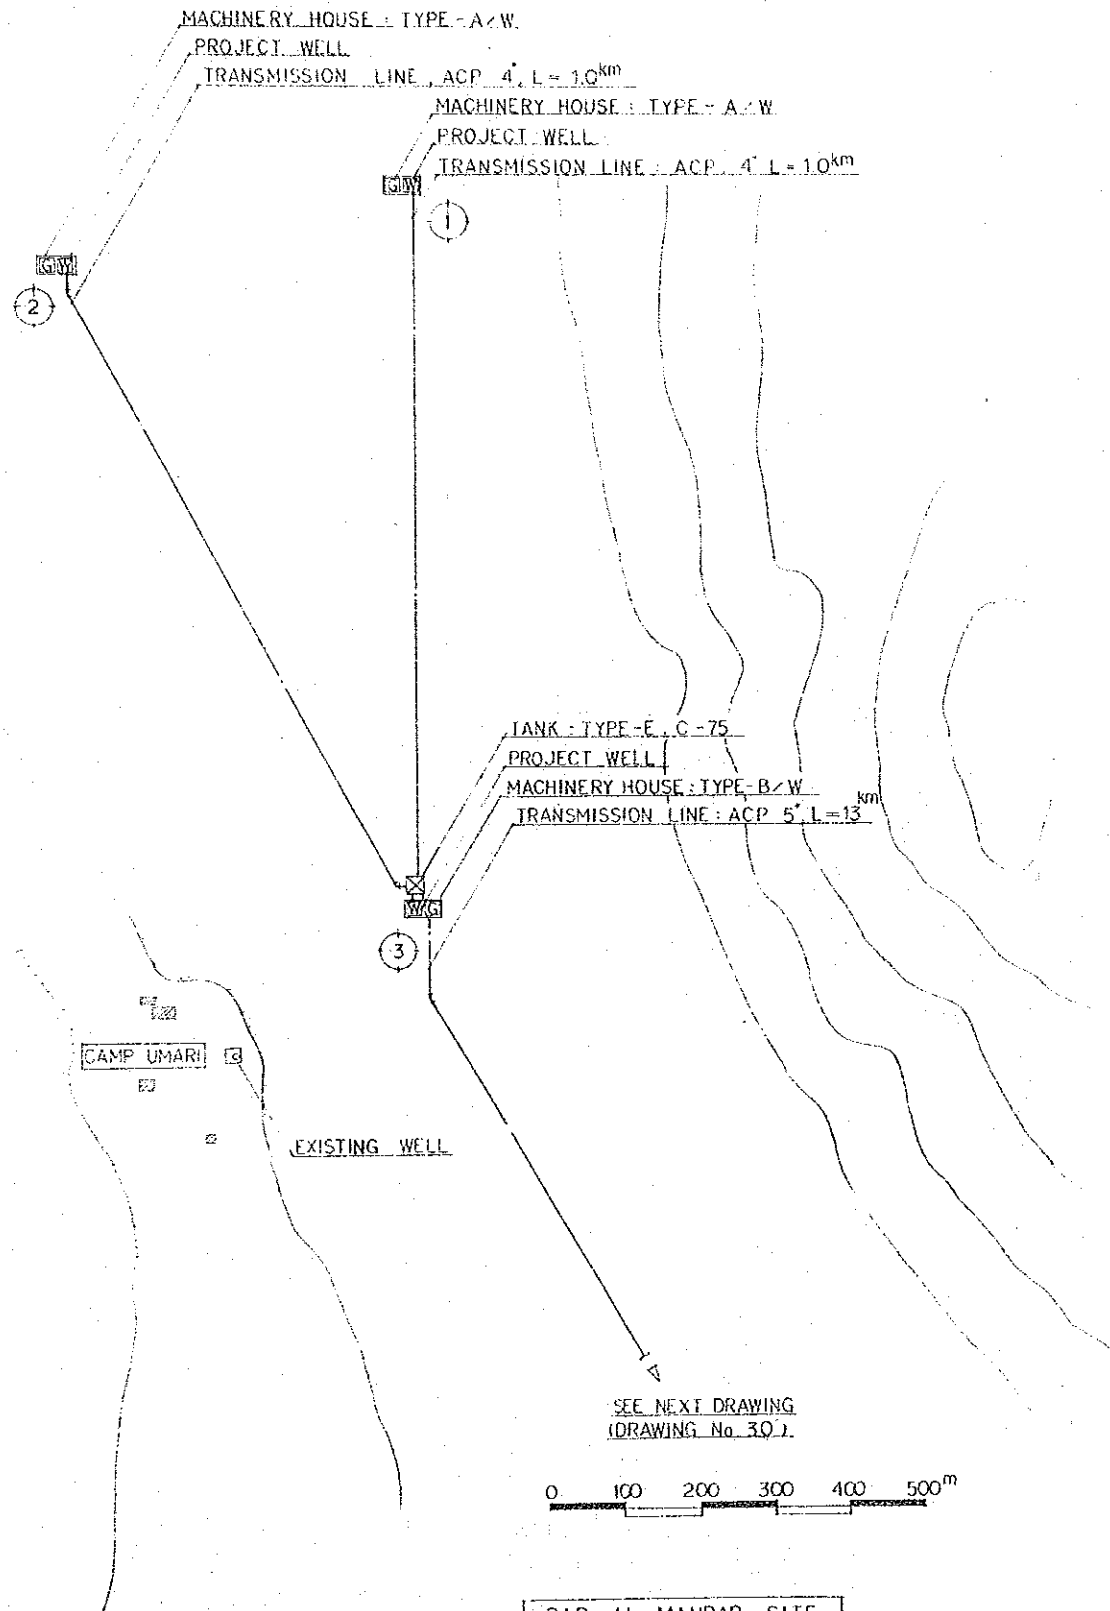 MACHINERY HOUSE : TYPE-A/W
PROJECT WELL
TRANSMISSION LINE, ACP 4", L = 1.0km
MACHINERY HOUSE : TYPE-A/W
PROJECT WELL
TRANSMISSION LINE : ACP. 4" L = 1.0km
G W
1
G W
2
TANK : TYPE-E, C-75
PROJECT WELL
MACHINERY HOUSE : TYPE-B/W
TRANSMISSION LINE : ACP 5", L=13km
W G
3
CAMP UMARI
EXISTING WELL
SEE NEXT DRAWING
(DRAWING No. 30)
0 100 200 300 400 500m
MANDAR SITE